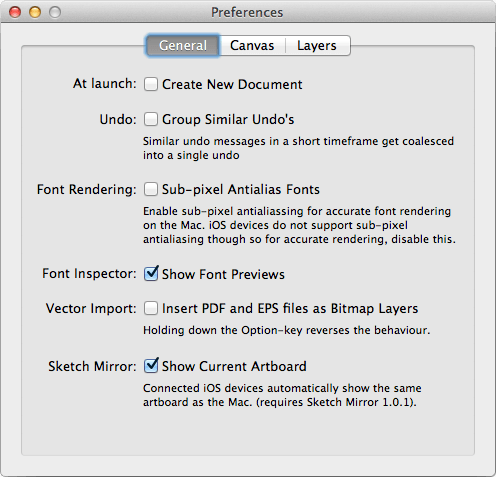 Preferences
General Canvas Layers
At launch: Create New Document
Undo: Group Similar Undo's
Similar undo messages in a short timeframe get coalesced
into a single undo
Font Rendering: Sub-pixel Antialias Fonts
Enable sub-pixel antialiassing for accurate font rendering
on the Mac. iOS devices do not support sub-pixel
antialiasing though so for accurate rendering, disable this.
Font Inspector: Show Font Previews
Vector Import: Insert PDF and EPS files as Bitmap Layers
Holding down the Option-key reverses the behaviour.
Sketch Mirror: Show Current Artboard
Connected iOS devices automatically show the same
artboard as the Mac. (requires Sketch Mirror 1.0.1).